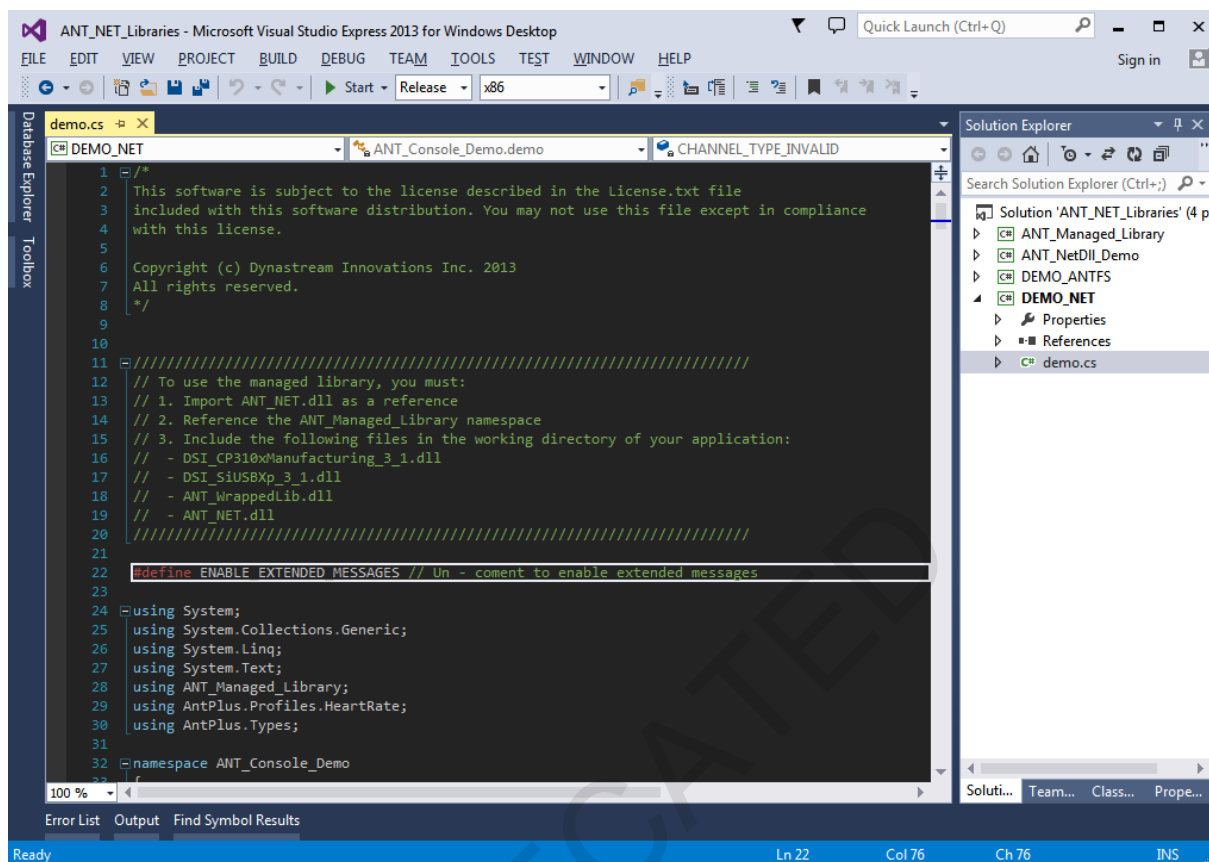 ANT_NET_Libraries - Microsoft Visual Studio Express 2013 for Windows Desktop
Quick Launch (Ctrl+Q)
FILE EDIT VIEW PROJECT BUILD DEBUG TEAM TOOLS TEST WINDOW HELP
Sign in
Start Release x86
Database Explorer
Toolbox
demo.cs
C# DEMO_NET ANT_Console_Demo.demo CHANNEL_TYPE_INVALID
1 /*
2 This software is subject to the license described in the License.txt file
3 included with this software distribution. You may not use this file except in compliance
4 with this license.
5
6 Copyright (c) Dynastream Innovations Inc. 2013
7 All rights reserved.
8 */
9
10
11 ///////////////////////////////////////////////////////////////////////////
12 // To use the managed library, you must:
13 // 1. Import ANT_NET.dll as a reference
14 // 2. Reference the ANT_Managed_Library namespace
15 // 3. Include the following files in the working directory of your application:
16 //  - DSI_CP310xManufacturing_3_1.dll
17 //  - DSI_SiUSBXp_3_1.dll
18 //  - ANT_WrappedLib.dll
19 //  - ANT_NET.dll
20 ///////////////////////////////////////////////////////////////////////////
21
22 #define ENABLE_EXTENDED_MESSAGES // Un - coment to enable extended messages
23
24 using System;
25 using System.Collections.Generic;
26 using System.Linq;
27 using System.Text;
28 using ANT_Managed_Library;
29 using AntPlus.Profiles.HeartRate;
30 using AntPlus.Types;
31
32 namespace ANT_Console_Demo
33 {
100 %
Solution Explorer
Search Solution Explorer (Ctrl+;)
Solution 'ANT_NET_Libraries' (4 p
C# ANT_Managed_Library
C# ANT_NetDll_Demo
C# DEMO_ANTFS
C# DEMO_NET
Properties
References
C# demo.cs
Soluti... Team... Class... Prope...
Error List Output Find Symbol Results
Ready Ln 22 Col 76 Ch 76 INS
CATED